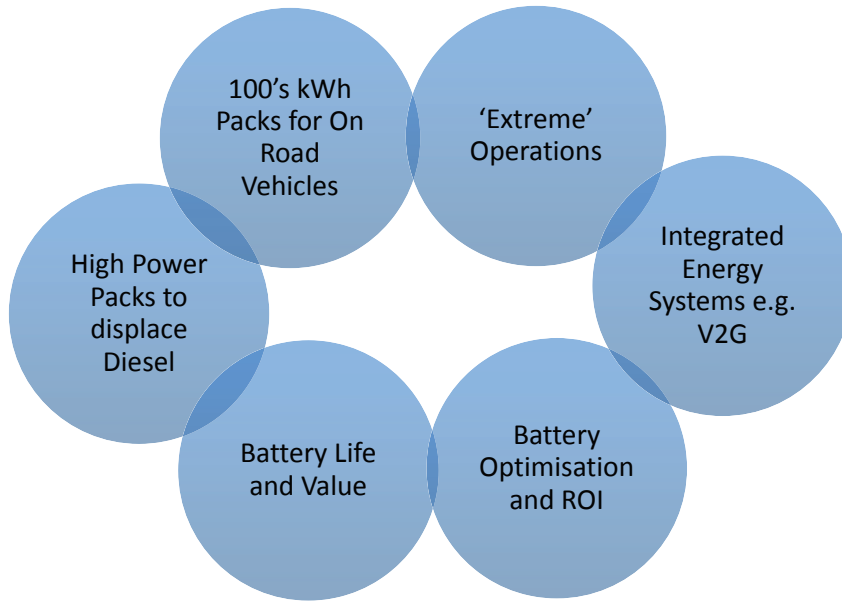 100’s kWh
Packs for On
Road
Vehicles
‘Extreme’
Operations
Integrated
Energy
Systems e.g.
V2G
Battery
Optimisation
and ROI
Battery Life
and Value
High Power
Packs to
displace
Diesel